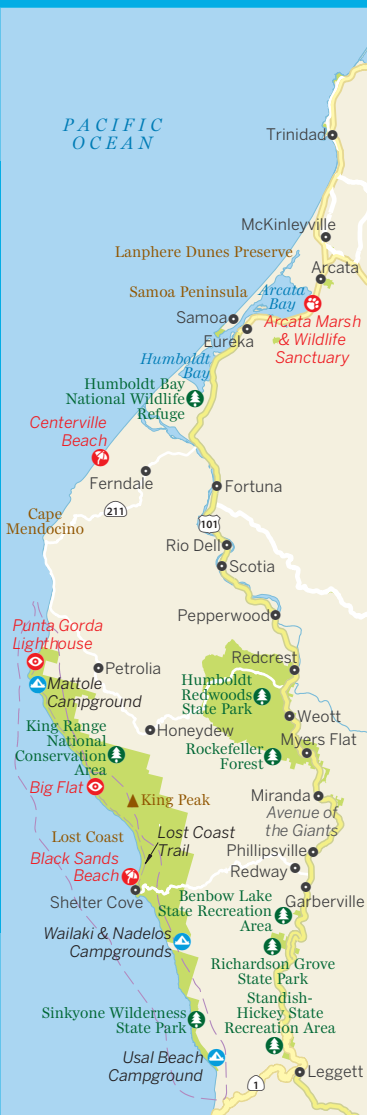 PACIFIC
OCEAN
Trinidad
McKinleyville
Lanphere Dunes Preserve
Arcata
Samoa Peninsula
Arcata
Bay
Samoa
Arcata Marsh
& Wildlife
Sanctuary
Eureka
Humboldt
Bay
Humboldt Bay
National Wildlife
Refuge
Centerville
Beach
Ferndale
Fortuna
211
Cape
Mendocino
101
Rio Dell
Scotia
Pepperwood
Punta Gorda
Lighthouse
Redcrest
Petrolia
Mattole
Campground
Humboldt
Redwoods
State Park
Weott
King Range
National
Conservation
Area
Honeydew
Myers Flat
Rockefeller
Forest
Big Flat
King Peak
Miranda
Avenue of
the Giants
Lost Coast
Lost Coast
Trail
Phillipsville
Black Sands
Beach
Redway
Shelter Cove
Garberville
Benbow Lake
State Recreation
Area
Wailaki & Nadelos
Campgrounds
Richardson Grove
State Park
Standish-
Hickey State
Recreation Area
Sinkyone Wilderness
State Park
Usal Beach
Campground
Leggett
1